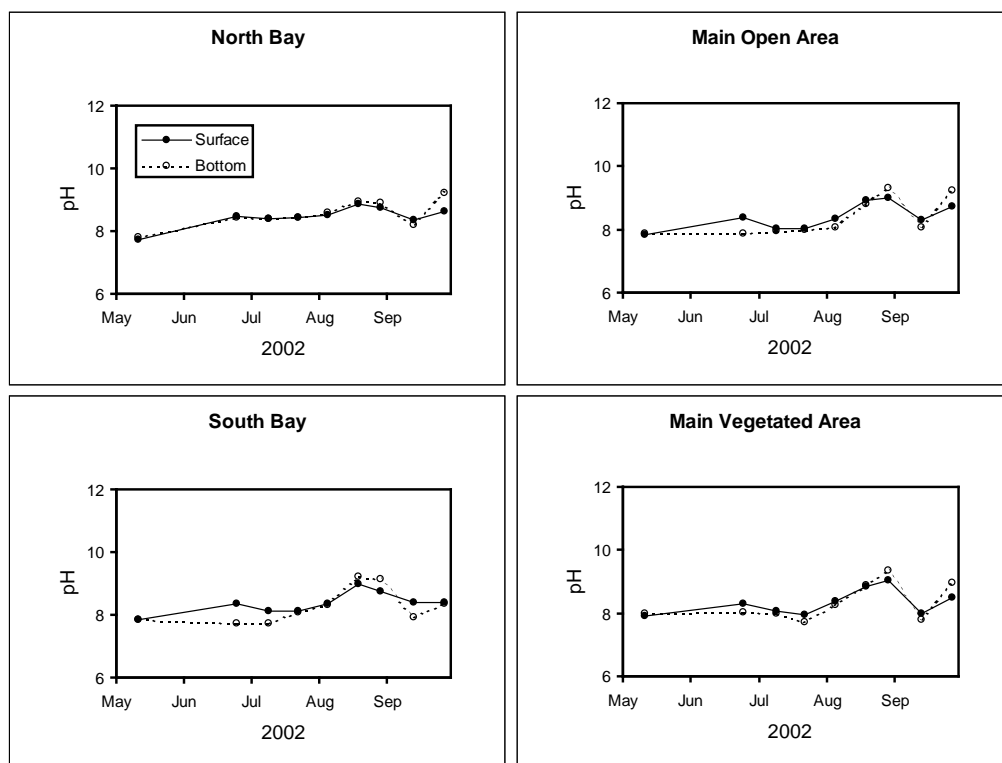 North Bay
12
10
8
6
pH
Surface
Bottom
May Jun Jul Aug Sep
2002
Main Open Area
12
10
8
6
pH
May Jun Jul Aug Sep
2002
South Bay
12
10
8
6
pH
May Jun Jul Aug Sep
2002
Main Vegetated Area
12
10
8
6
pH
May Jun Jul Aug Sep
2002